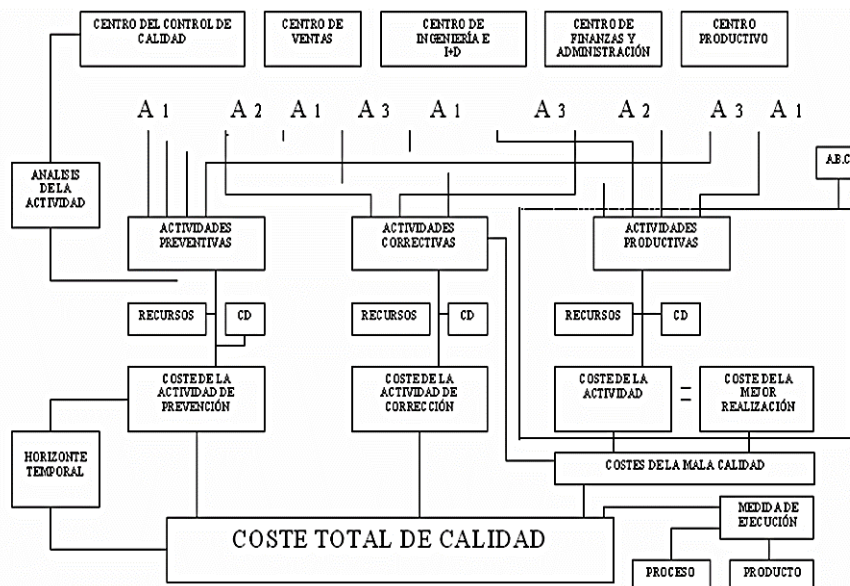 CENTRO DEL CONTROL DE
CALIDAD
CENTRO DE
VENTAS
CENTRO DE
INGENIERÍA E
I+D
CENTRO DE
FINANZAS Y
ADMINISTRACIÓN
CENTRO
PRODUCTIVO
A 1
A 2
A 1
A 3
A 1
A 3
A 2
A 3
A 1
ANALISIS
DE LA
ACTIVIDAD
A.B.C
ACTIVIDADES
PREVENTIVAS
ACTIVIDADES
CORRECTIVAS
ACTIVIDADES
PRODUCTIVAS
RECURSOS
CD
RECURSOS
CD
RECURSOS
CD
COSTE DE LA
ACTIVIDAD DE
PREVENCIÓN
COSTE DE LA
ACTIVIDAD DE
CORRECCIÓN
COSTE DE LA
ACTIVIDAD
=
COSTE DE LA
MEJOR
REALIZACIÓN
HORIZONTE
TEMPORAL
COSTES DE LA MALA CALIDAD
MEDIDA DE
EJECUCIÓN
COSTE TOTAL DE CALIDAD
PROCESO
PRODUCTO